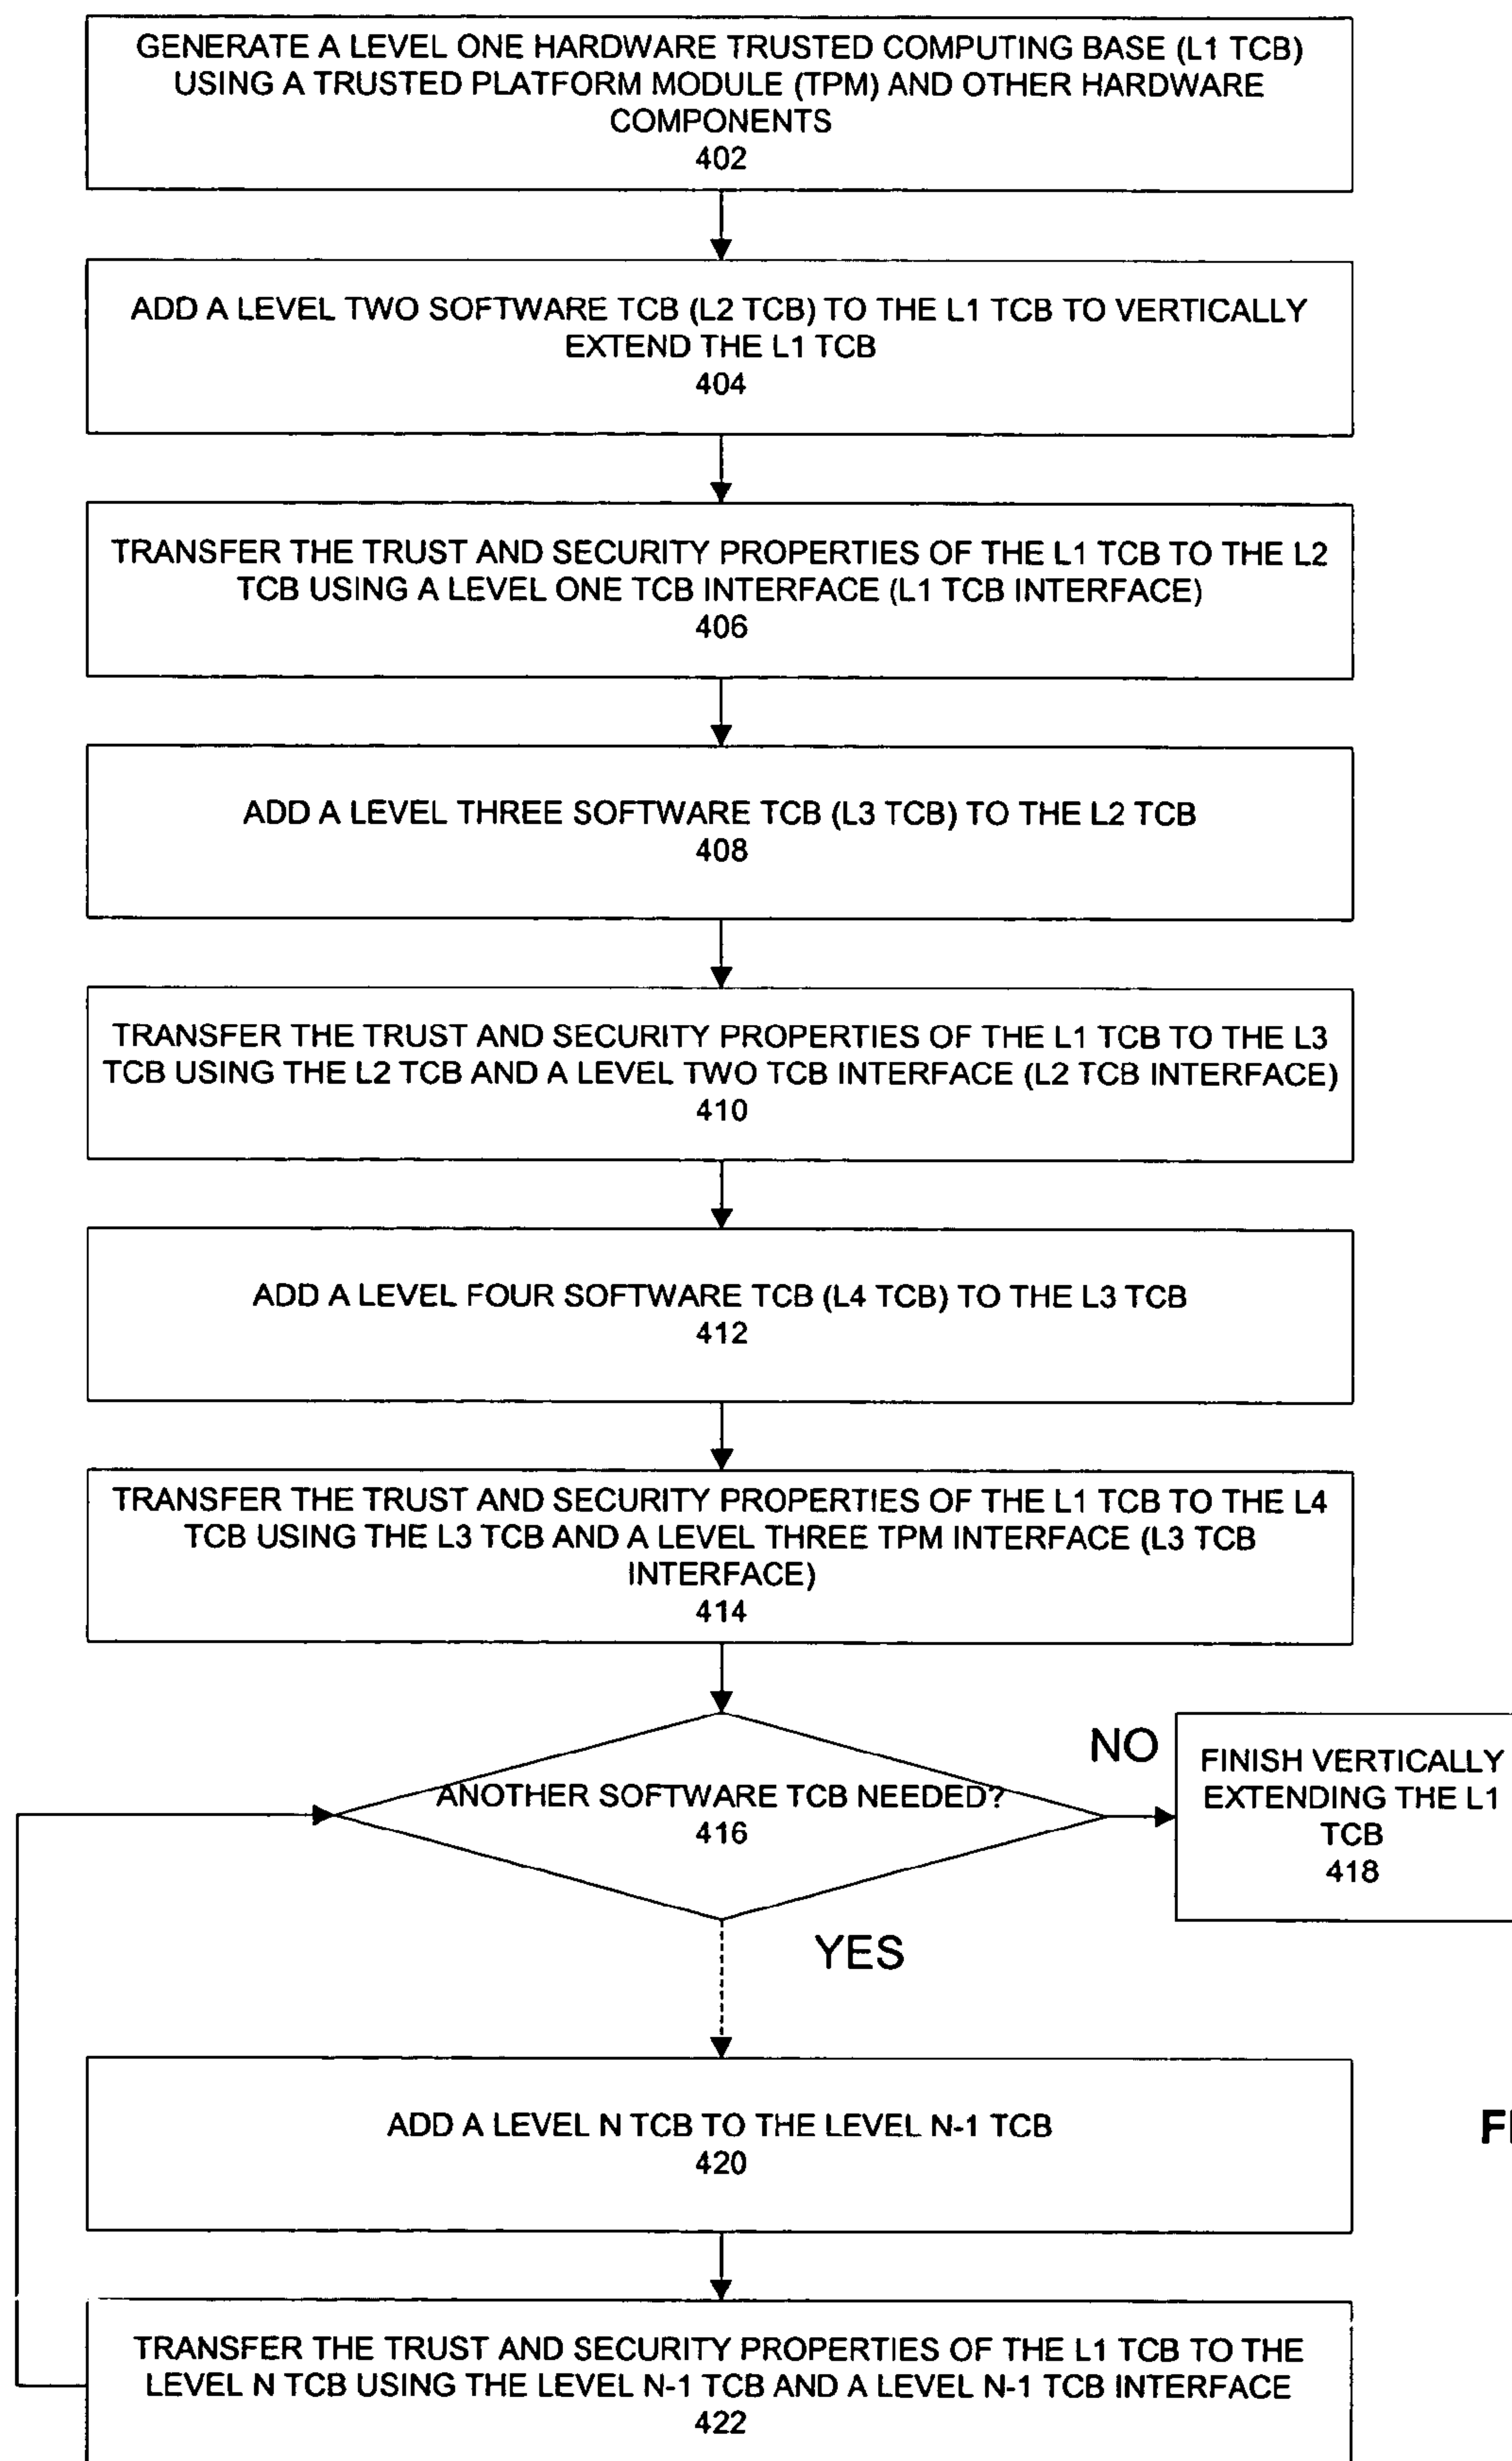 GENERATE A LEVEL ONE HARDWARE TRUSTED COMPUTING BASE (L1 TCB)
USING A TRUSTED PLATFORM MODULE (TPM) AND OTHER HARDWARE
COMPONENTS
402
ADD A LEVEL TWO SOFTWARE TCB (L2 TCB) TO THE L1 TCB TO VERTICALLY
EXTEND THE L1 TCB
404
TRANSFER THE TRUST AND SECURITY PROPERTIES OF THE L1 TCB TO THE L2
TCB USING A LEVEL ONE TCB INTERFACE (L1 TCB INTERFACE)
406
ADD A LEVEL THREE SOFTWARE TCB (L3 TCB) TO THE L2 TCB
408
TRANSFER THE TRUST AND SECURITY PROPERTIES OF THE L1 TCB TO THE L3
TCB USING THE L2 TCB AND A LEVEL TWO TCB INTERFACE (L2 TCB INTERFACE)
410
ADD A LEVEL FOUR SOFTWARE TCB (L4 TCB) TO THE L3 TCB
412
TRANSFER THE TRUST AND SECURITY PROPERTIES OF THE L1 TCB TO THE L4
TCB USING THE L3 TCB AND A LEVEL THREE TPM INTERFACE (L3 TCB
INTERFACE)
414
ANOTHER SOFTWARE TCB NEEDED?
416
NO
FINISH VERTICALLY
EXTENDING THE L1
TCB
418
YES
ADD A LEVEL N TCB TO THE LEVEL N-1 TCB
420
TRANSFER THE TRUST AND SECURITY PROPERTIES OF THE L1 TCB TO THE
LEVEL N TCB USING THE LEVEL N-1 TCB AND A LEVEL N-1 TCB INTERFACE
422